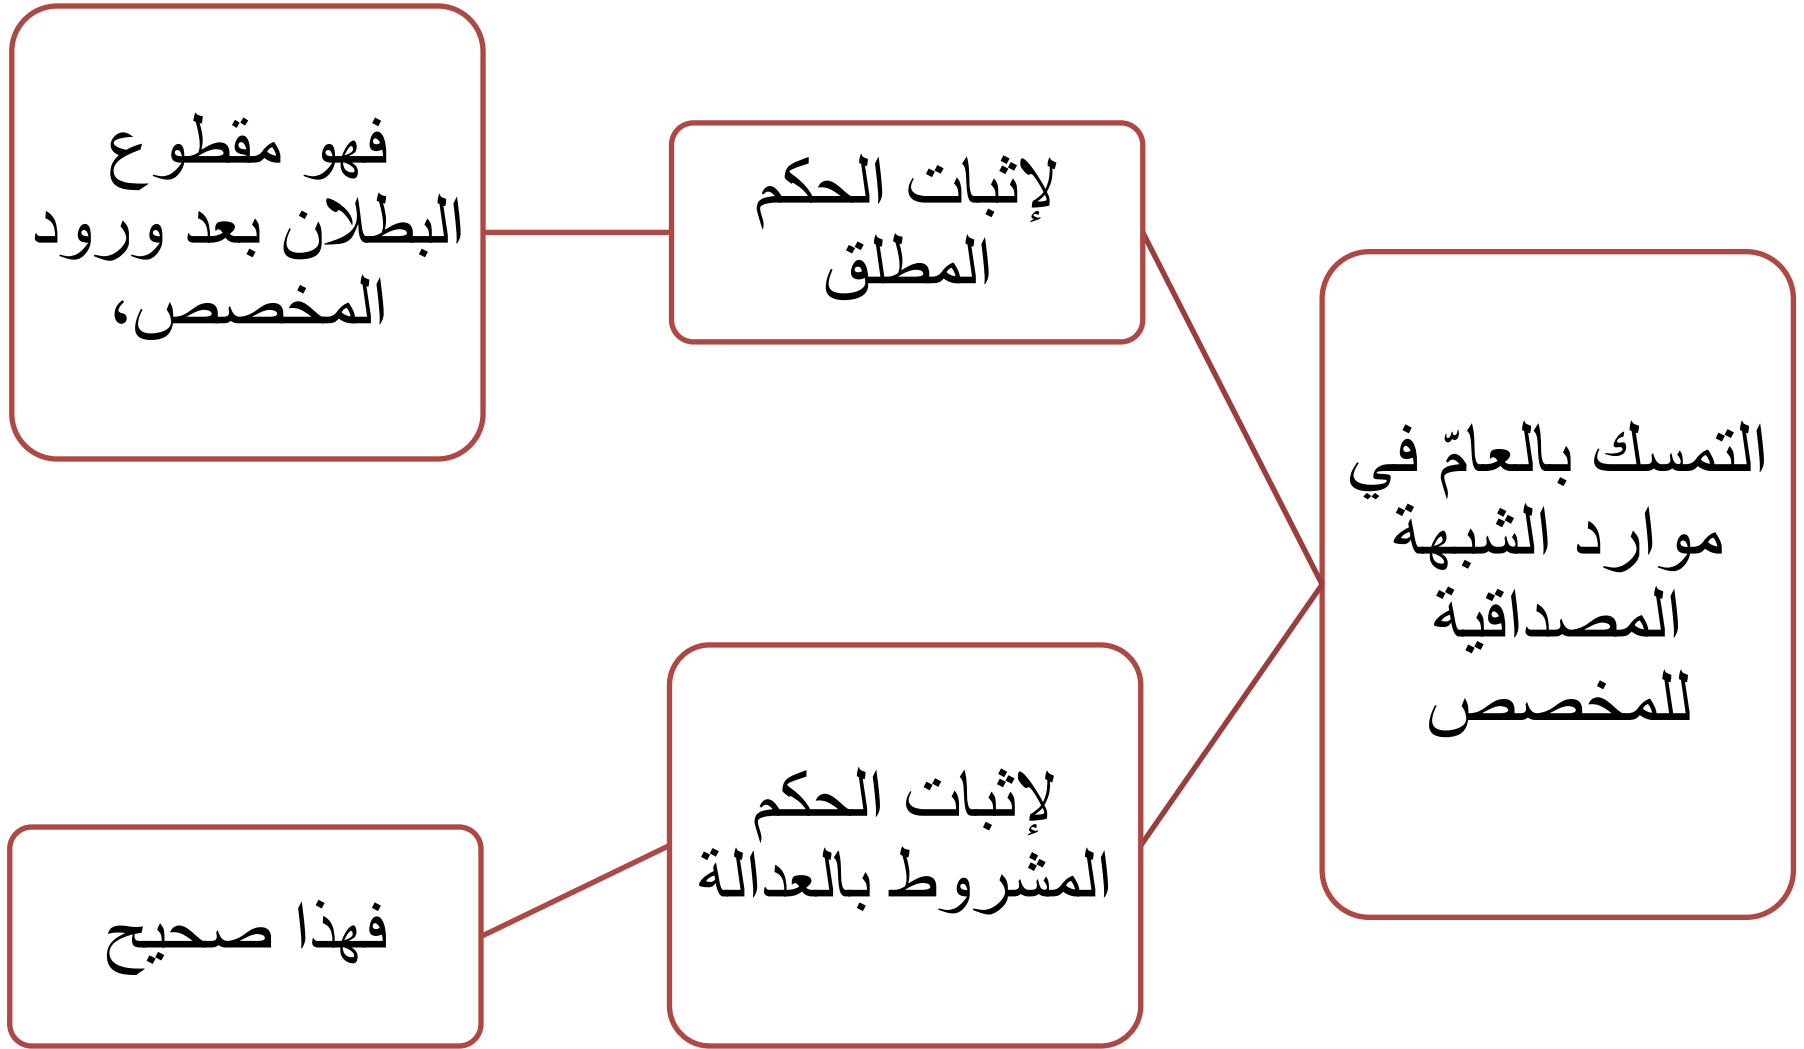 التمسك بالعامّ في
موارد الشبهة
المصداقية
للمخصص
لإثبات الحكم
المطلق
فهو مقطوع
البطلان بعد ورود
المخصص،
لإثبات الحكم
المشروط بالعدالة
فهذا صحيح